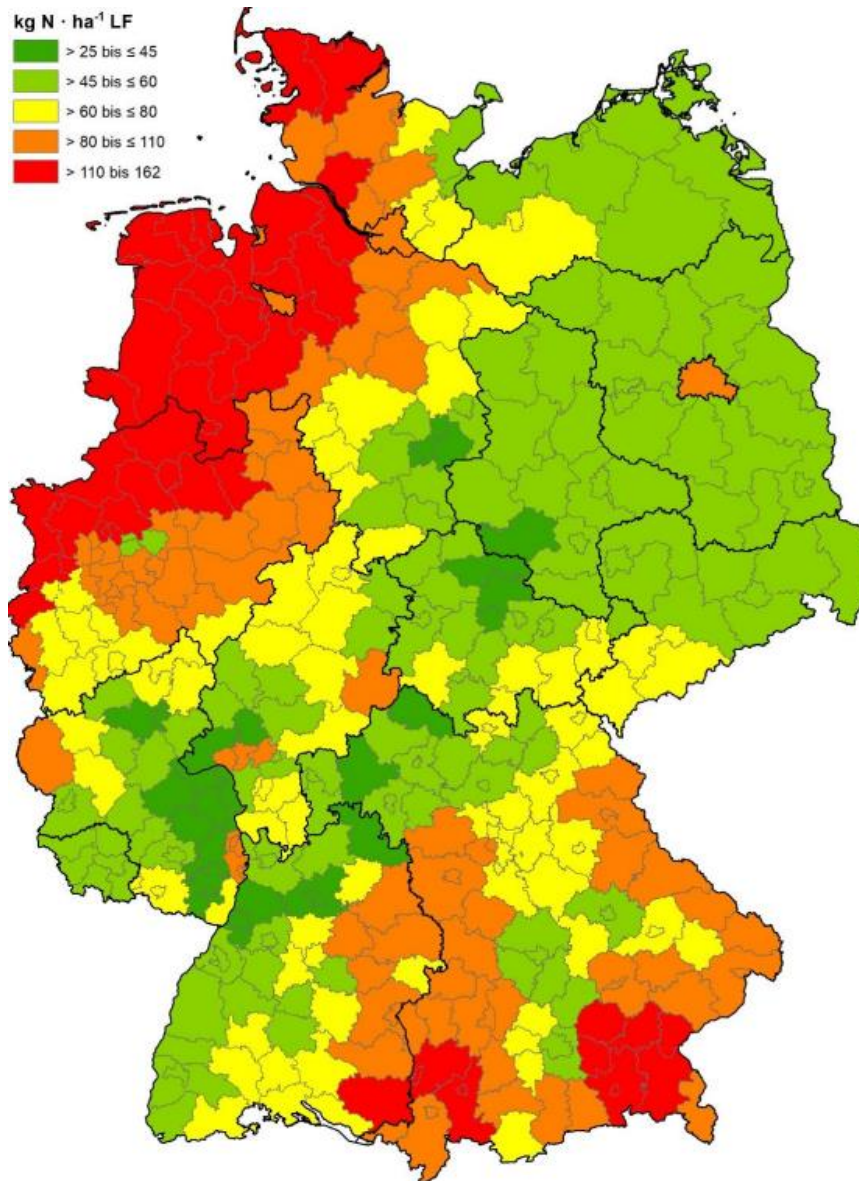 kg N · ha⁻¹ LF
> 25 bis ≤ 45
> 45 bis ≤ 60
> 60 bis ≤ 80
> 80 bis ≤ 110
> 110 bis 162